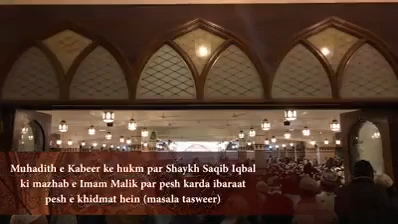 Muhadith e Kabeer ke hukm par Shaykh Saqib Iqbal
ki mazhab e Imam Malik par pesh karda ibaraat
pesh e khidmat hein (masala tasweer)